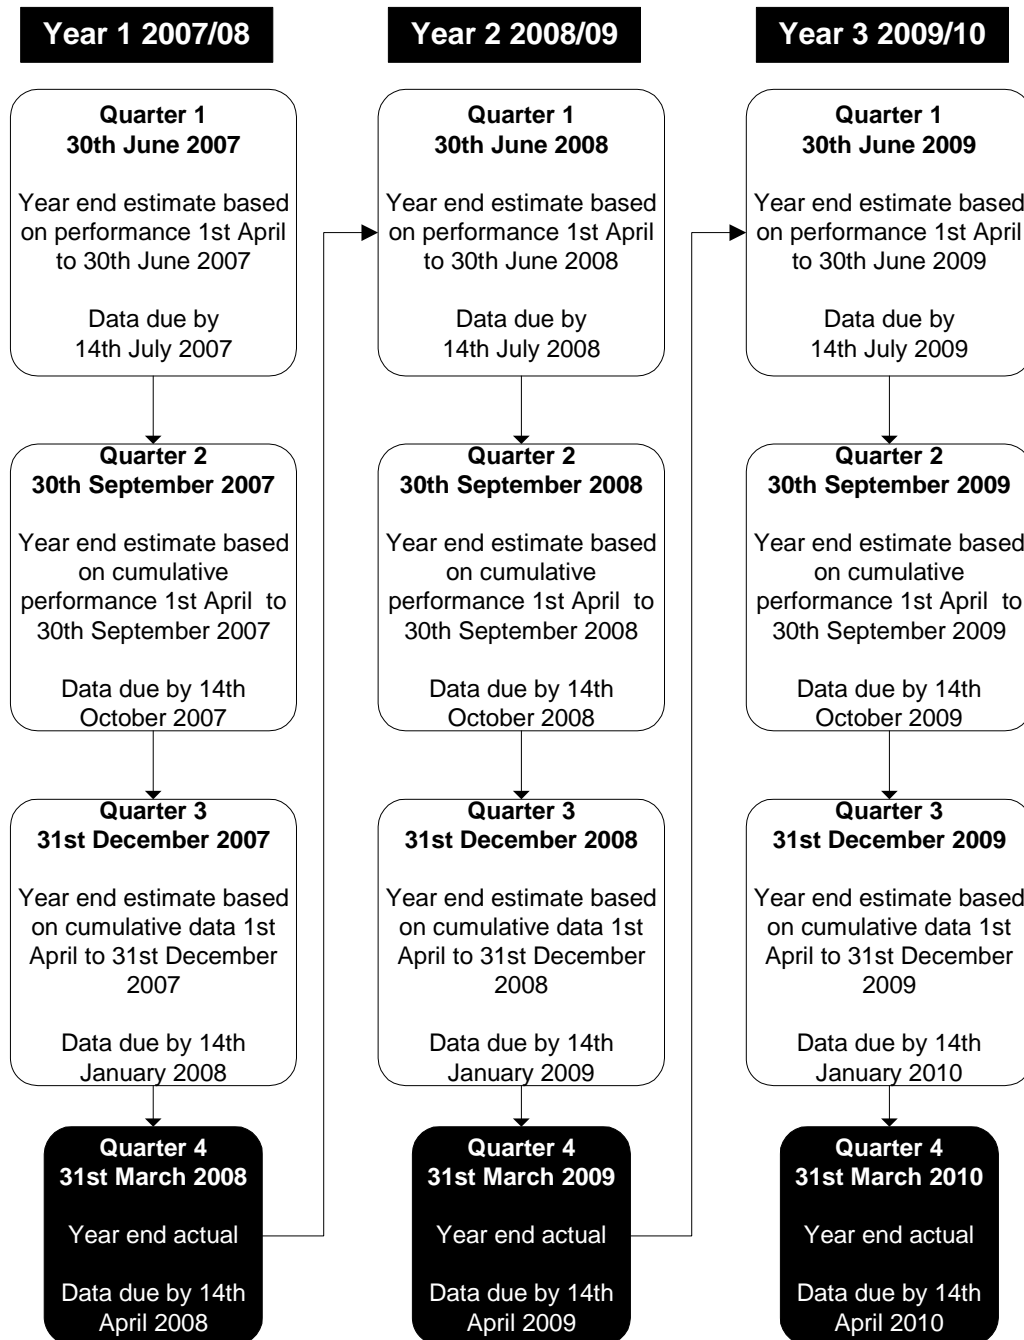 Year 1 2007/08
Quarter 1
30th June 2007
Year end estimate based
on performance 1st April
to 30th June 2007
Data due by
14th July 2007
Quarter 2
30th September 2007
Year end estimate based
on cumulative
performance 1st April  to
30th September 2007
Data due by 14th
October 2007
Quarter 3
31st December 2007
Year end estimate based
on cumulative data 1st
April to 31st December
2007
Data due by 14th
January 2008
Quarter 4
31st March 2008
Year end actual
Data due by 14th
April 2008
Year 2 2008/09
Quarter 1
30th June 2008
Year end estimate based
on performance 1st April
to 30th June 2008
Data due by
14th July 2008
Quarter 2
30th September 2008
Year end estimate based
on cumulative
performance 1st April  to
30th September 2008
Data due by 14th
October 2008
Quarter 3
31st December 2008
Year end estimate based
on cumulative data 1st
April to 31st December
2008
Data due by 14th
January 2009
Quarter 4
31st March 2009
Year end actual
Data due by 14th
April 2009
Year 3 2009/10
Quarter 1
30th June 2009
Year end estimate based
on performance 1st April
to 30th June 2009
Data due by
14th July 2009
Quarter 2
30th September 2009
Year end estimate based
on cumulative
performance 1st April  to
30th September 2009
Data due by 14th
October 2009
Quarter 3
31st December 2009
Year end estimate based
on cumulative data 1st
April to 31st December
2009
Data due by 14th
January 2010
Quarter 4
31st March 2010
Year end actual
Data due by 14th
April 2010